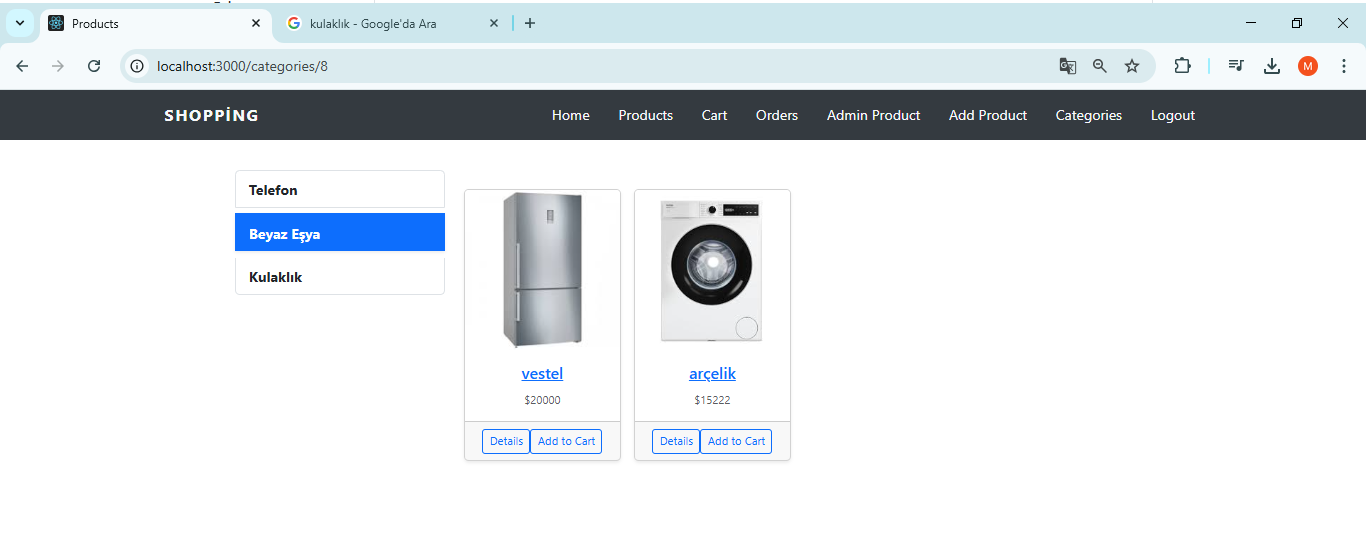 Products
kulaklık - Google'da Ara
localhost:3000/categories/8
M
SHOPPİNG
Home Products Cart Orders Admin Product Add Product Categories Logout
Telefon
Beyaz Eşya
Kulaklık
vestel
$20000
Details Add to Cart
arçelik
$15222
Details Add to Cart